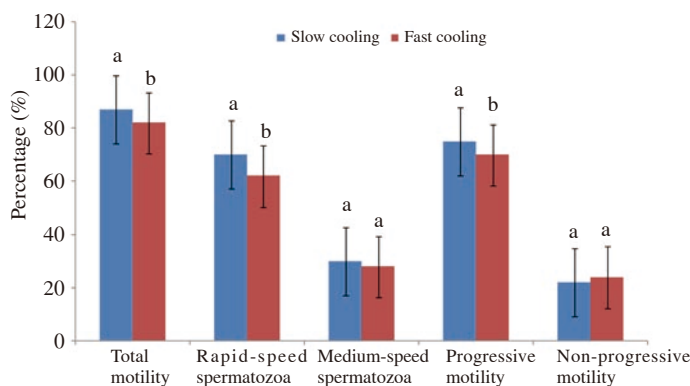 Slow cooling Fast cooling
Percentage (%)
120
100
80
60
40
20
0
a b
a b
a a
a b
a a
Total motility
Rapid-speed spermatozoa
Medium-speed spermatozoa
Progressive motility
Non-progressive motility